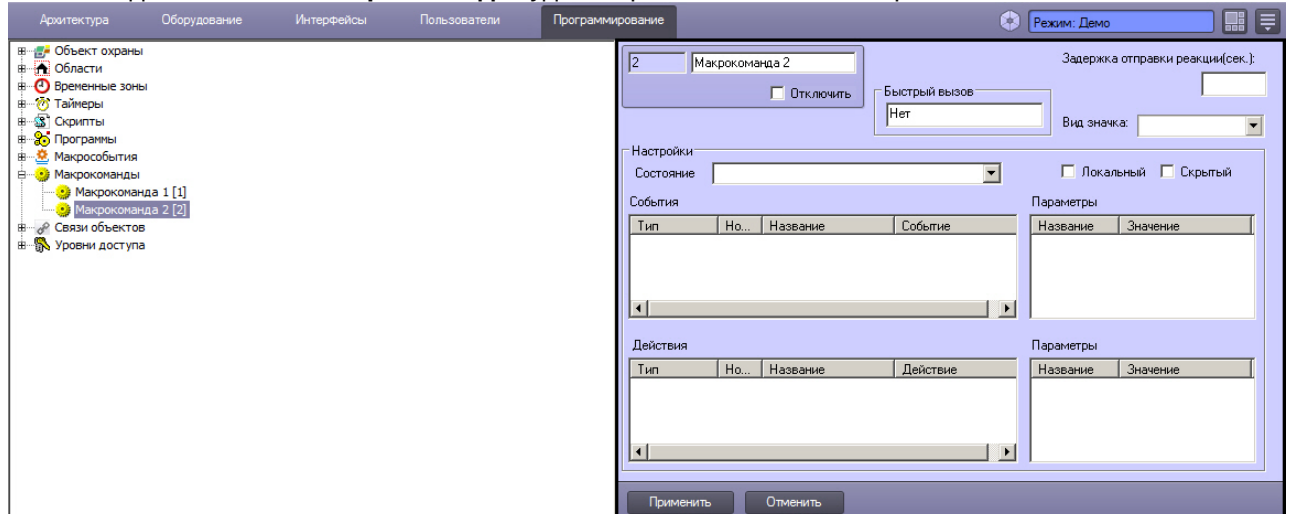 Архитектура Оборудование Интерфейсы Пользователи Программирование Режим: Демо
Объект охраны
Области
Временные зоны
Таймеры
Скрипты
Программы
Макрособытия
Макрокоманды
Макрокоманда 1 [1]
Макрокоманда 2 [2]
Связи объектов
Уровни доступа
2 Макрокоманда 2
Отключить
Быстрый вызов
Нет
Задержка отправки реакции(сек.):
Вид значка:
Настройки
Состояние
Локальный Скрытый
События Параметры
Тип Но... Название Событие Название Значение
Действия Параметры
Тип Но... Название Действие Название Значение
Применить Отменить